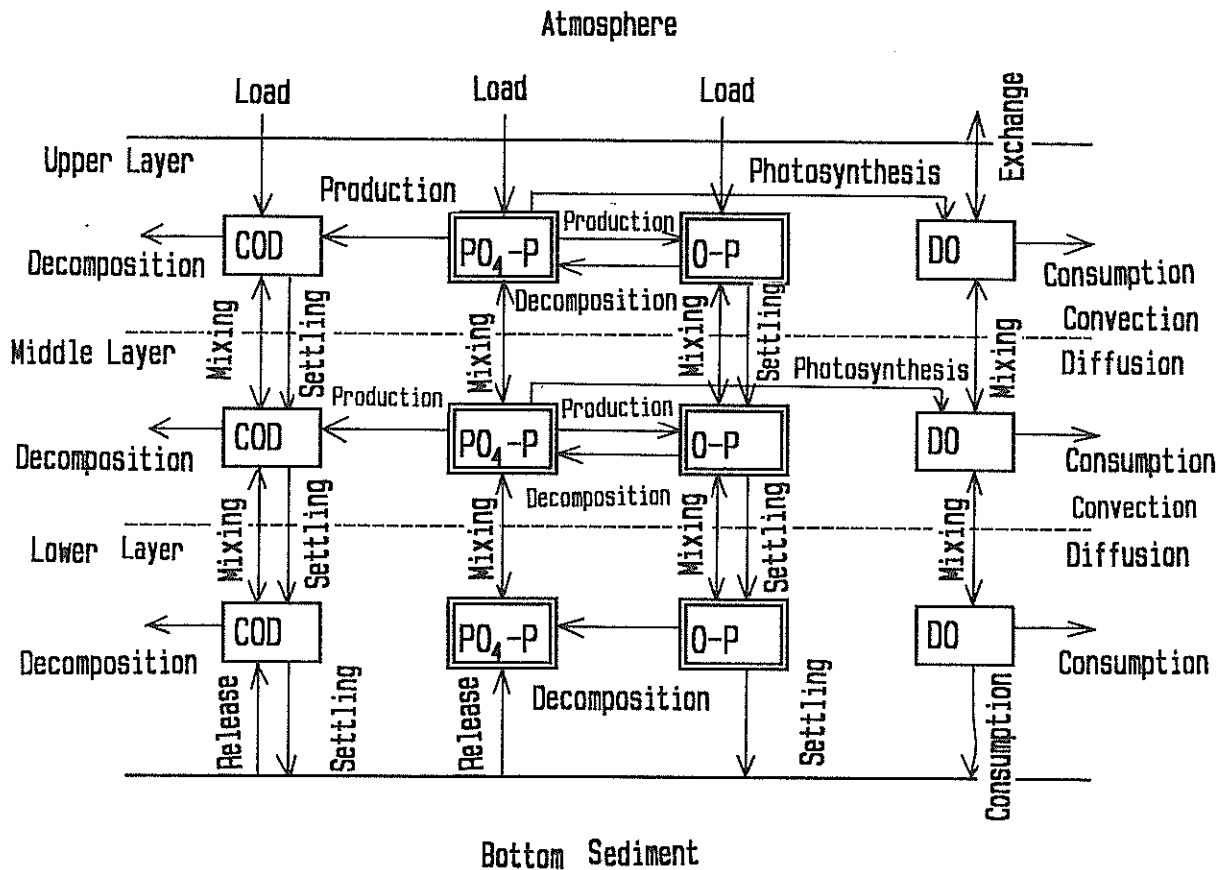 Atmosphere
Load
Load
Load
Exchange
Upper Layer
Photosynthesis
Production
Production
COD
PO₄-P
O-P
DO
Decomposition
Decomposition
Consumption
Mixing
Settling
Mixing
Mixing
Settling
Mixing
Convection
Middle Layer
Diffusion
Photosynthesis
Production
Production
COD
PO₄-P
O-P
DO
Decomposition
Decomposition
Consumption
Mixing
Settling
Mixing
Mixing
Settling
Mixing
Convection
Lower Layer
Diffusion
COD
PO₄-P
O-P
DO
Decomposition
Decomposition
Consumption
Release
Settling
Release
Settling
Consumption
Bottom Sediment